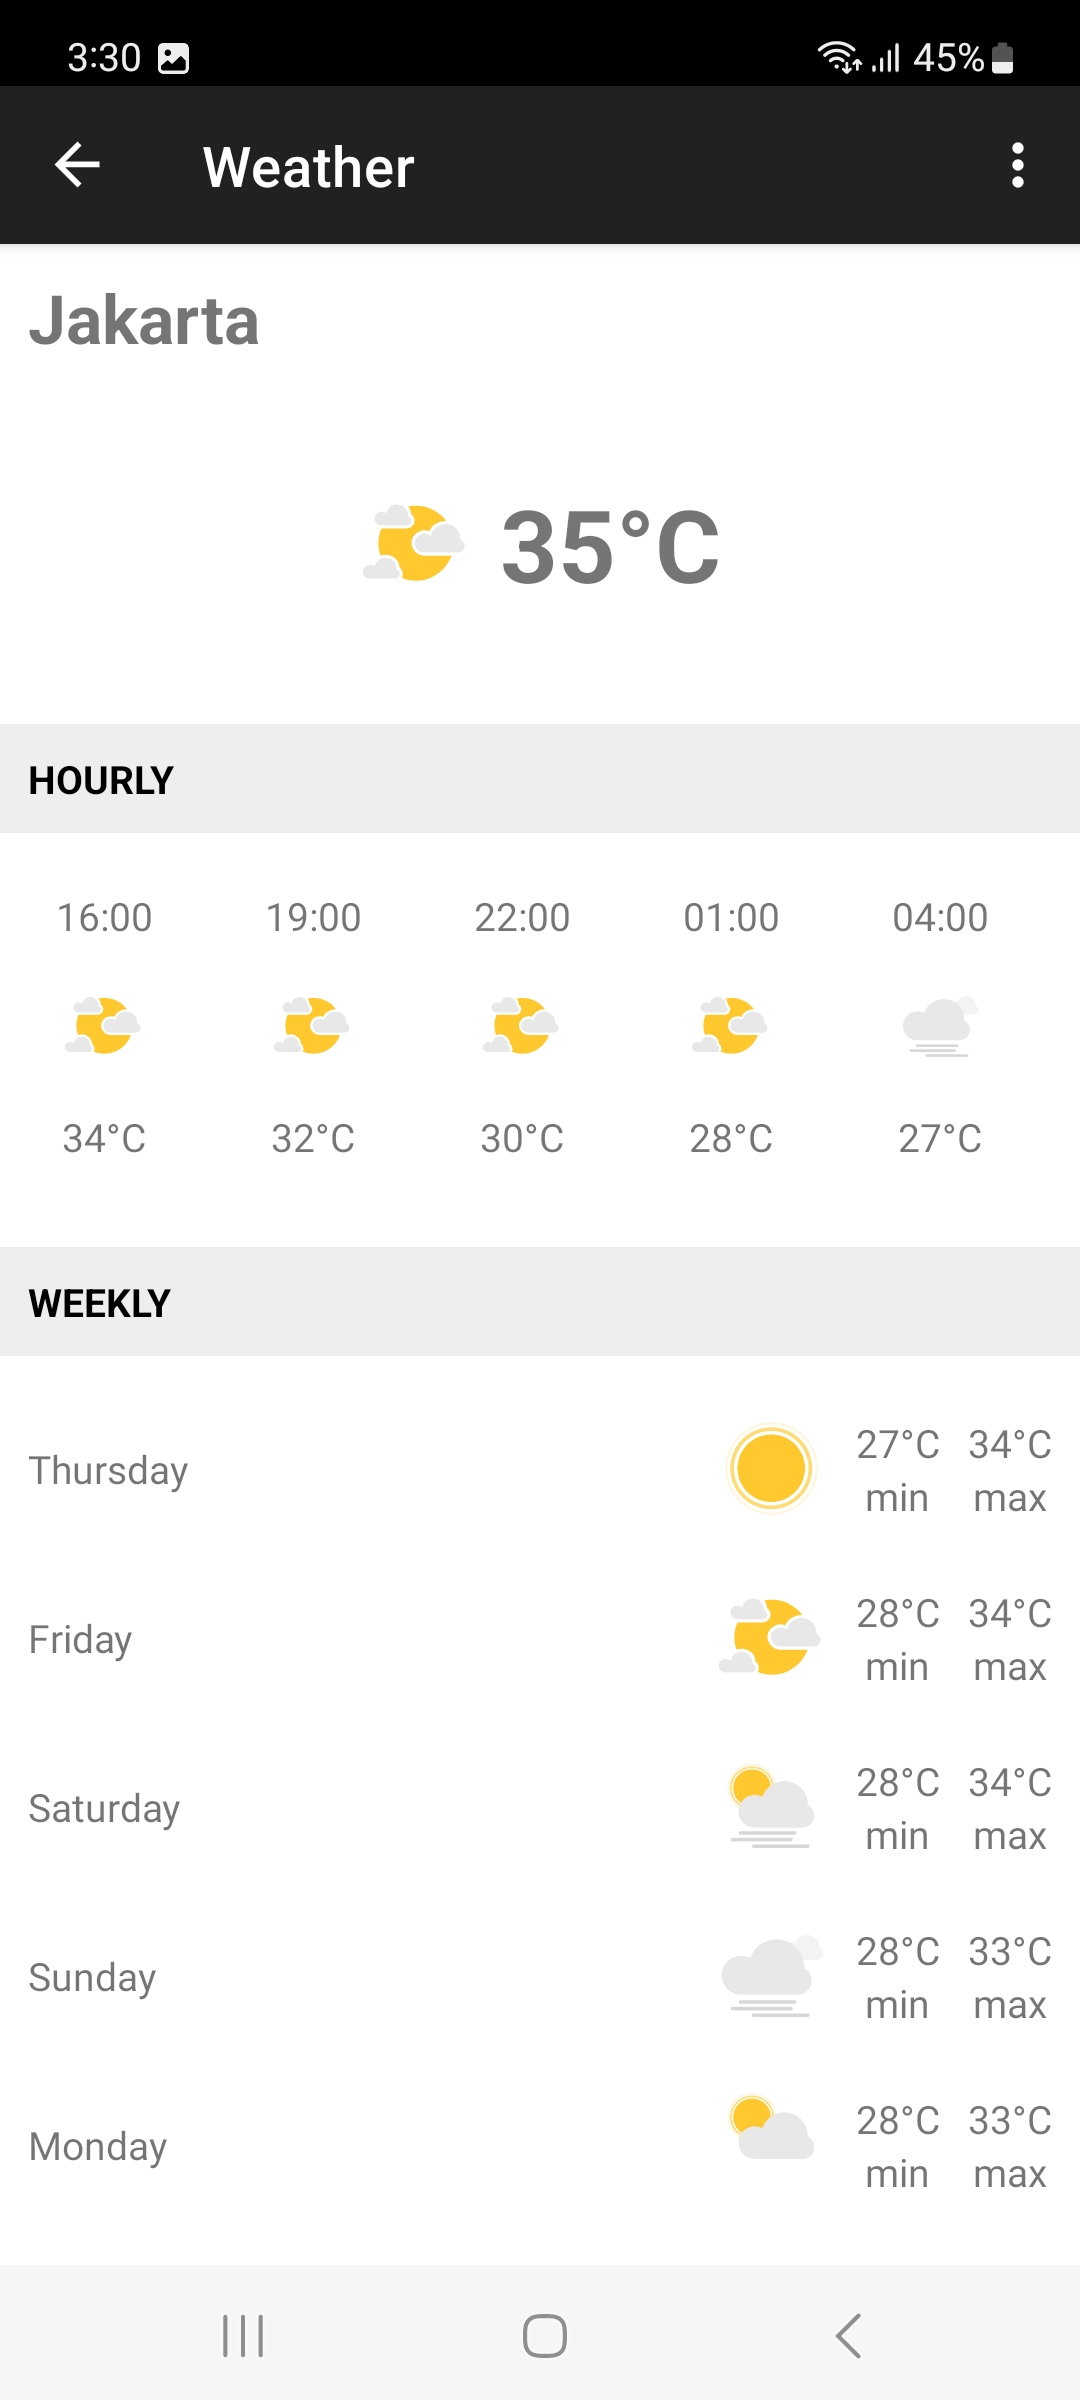 3:30 45%
Weather
Jakarta
35°C
HOURLY
16:00 19:00 22:00 01:00 04:00
34°C 32°C 30°C 28°C 27°C
WEEKLY
Thursday 27°C min 34°C max
Friday 28°C min 34°C max
Saturday 28°C min 34°C max
Sunday 28°C min 33°C max
Monday 28°C min 33°C max